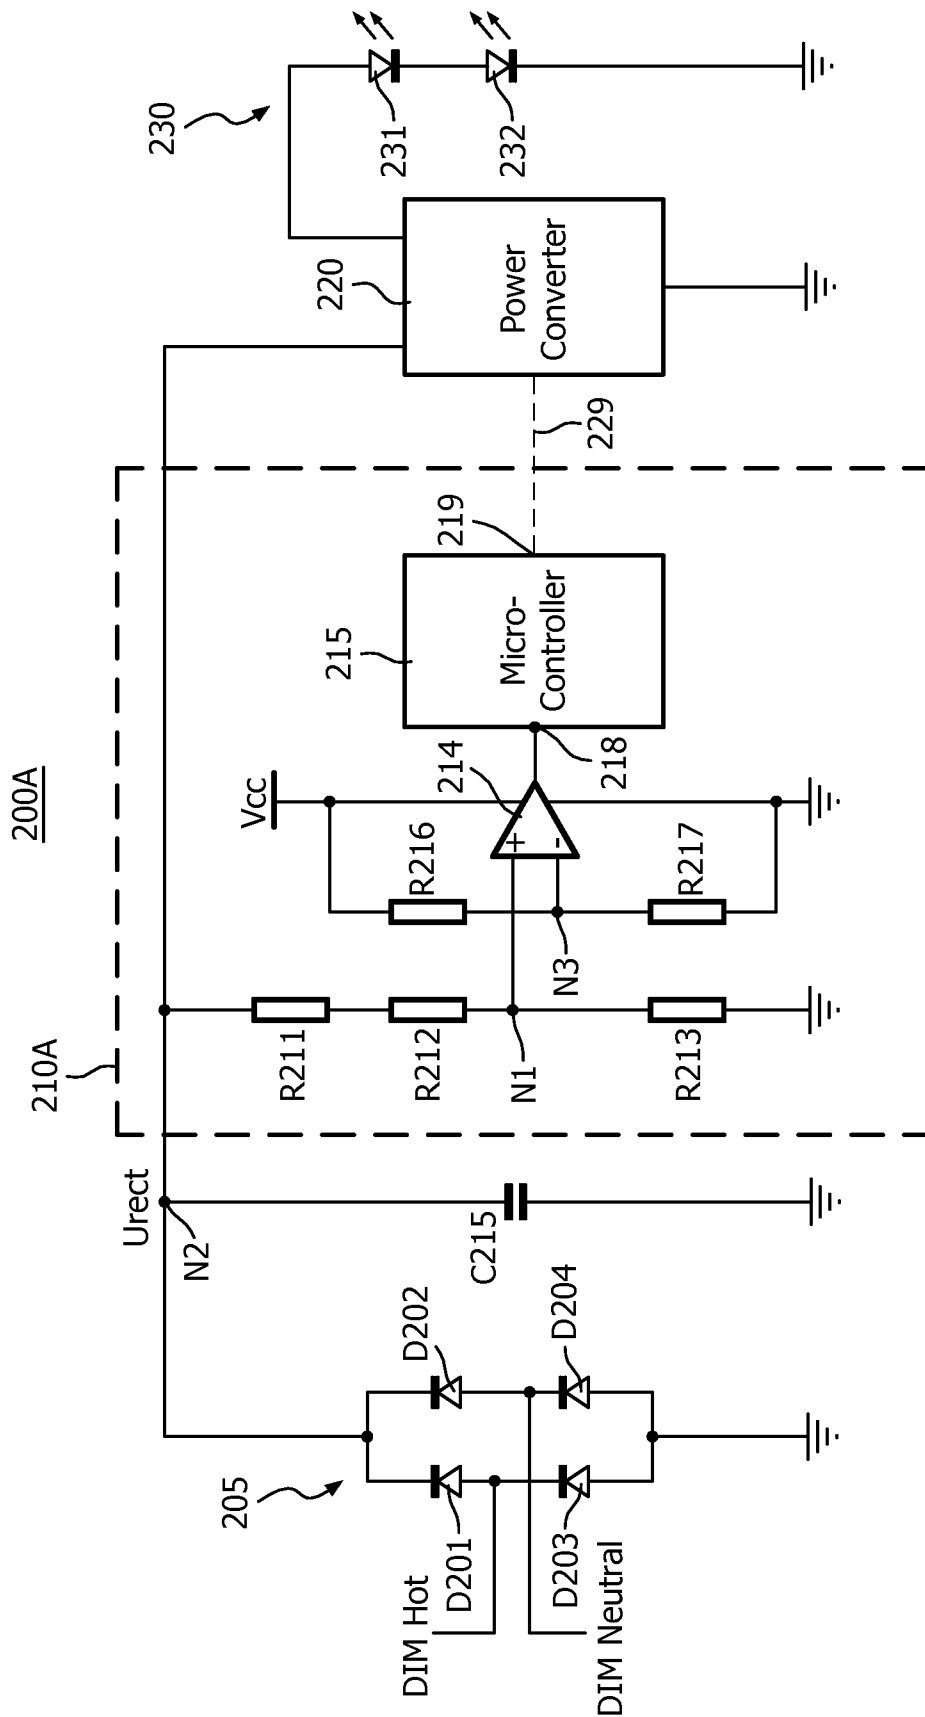 200A
210A
205
DIM Hot
DIM Neutral
D201
D202
D203
D204
Urect
N2
C215
R211
R212
N1
R213
Vcc
R216
N3
R217
214
+
-
218
215
Micro-
Controller
219
229
220
Power
Converter
230
231
232